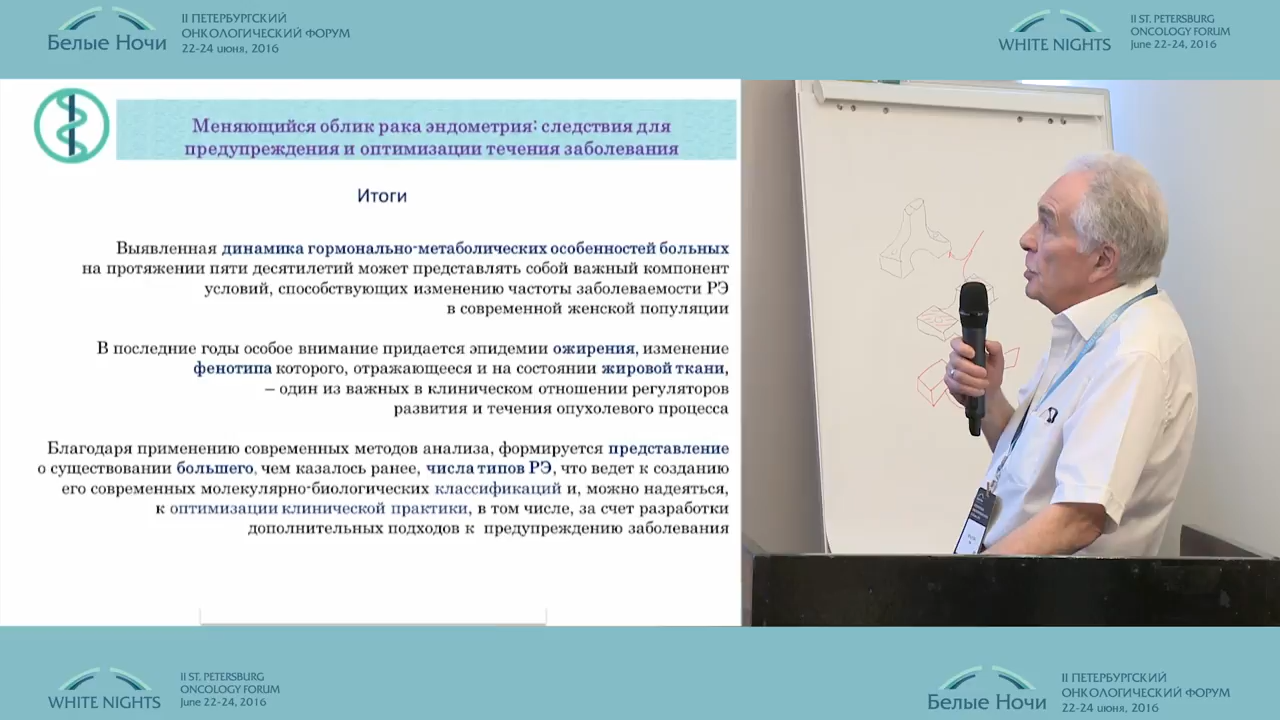 Белые Ночи
II ПЕТЕРБУРГСКИЙ
ОНКОЛОГИЧЕСКИЙ ФОРУМ
22-24 июня, 2016
WHITE NIGHTS
II ST. PETERSBURG
ONCOLOGY FORUM
June 22-24, 2016
Меняющийся облик рака эндометрия: следствия для
предупреждения и оптимизации течения заболевания
Итоги
Выявленная динамика гормонально-метаболических особенностей больных
на протяжении пяти десятилетий может представлять собой важный компонент
условий, способствующих изменению частоты заболеваемости РЭ
в современной женской популяции
В последние годы особое внимание придается эпидемии ожирения, изменение
фенотипа которого, отражающееся и на состоянии жировой ткани,
– один из важных в клиническом отношении регуляторов
развития и течения опухолевого процесса
Благодаря применению современных методов анализа, формируется представление
о существовании большего, чем казалось ранее, числа типов РЭ, что ведет к созданию
его современных молекулярно-биологических классификаций и, можно надеяться,
к оптимизации клинической практики, в том числе, за счет разработки
дополнительных подходов к предупреждению заболевания
WHITE NIGHTS
II ST. PETERSBURG
ONCOLOGY FORUM
June 22-24, 2016
Белые Ночи
II ПЕТЕРБУРГСКИЙ
ОНКОЛОГИЧЕСКИЙ ФОРУМ
22-24 июня, 2016